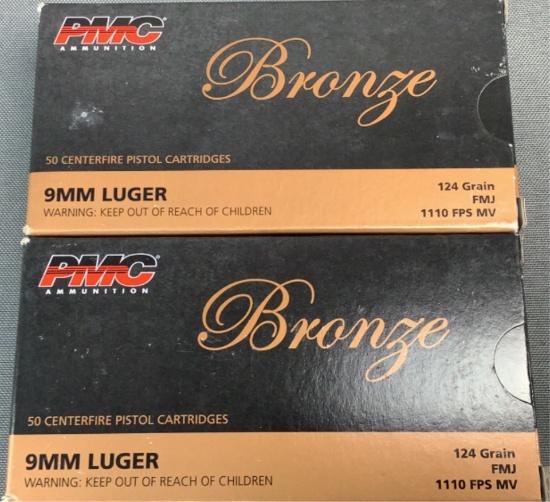 PMC®
AMMUNITION
Bronze
50 CENTERFIRE PISTOL CARTRIDGES
9MM LUGER
WARNING: KEEP OUT OF REACH OF CHILDREN
124 Grain
FMJ
1110 FPS MV
PMC®
AMMUNITION
Bronze
50 CENTERFIRE PISTOL CARTRIDGES
9MM LUGER
WARNING: KEEP OUT OF REACH OF CHILDREN
124 Grain
FMJ
1110 FPS MV